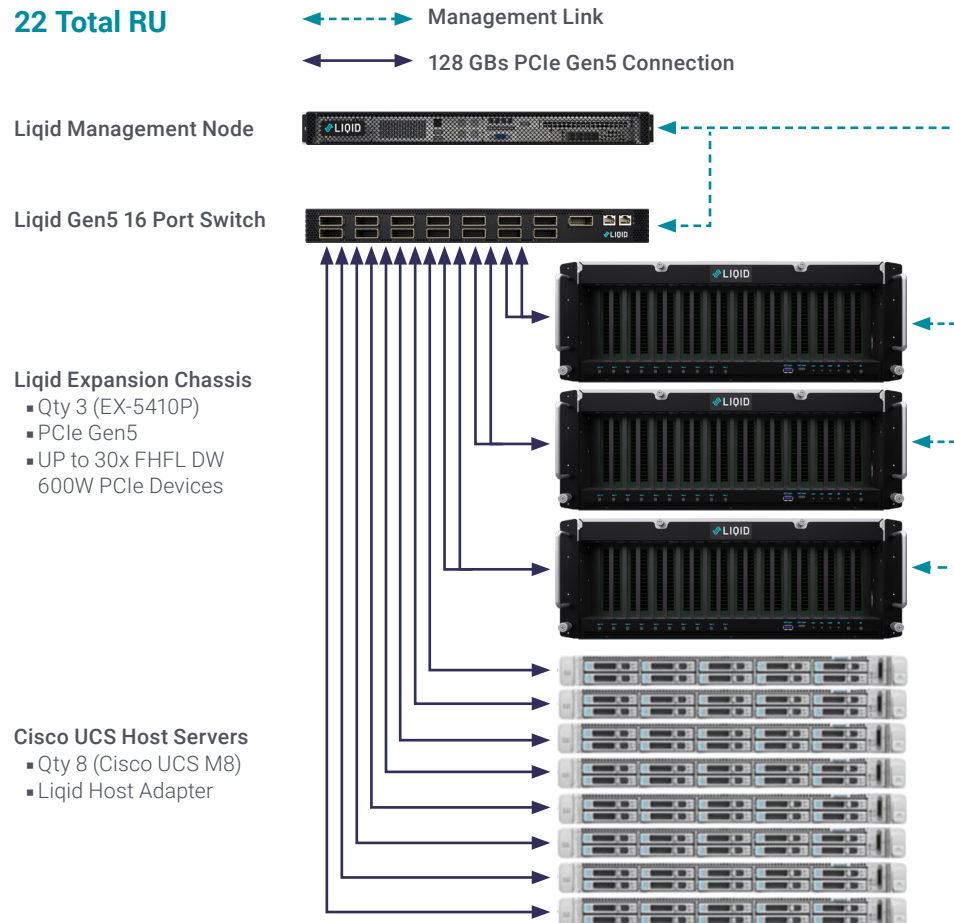 22 Total RU
Management Link
128 GBs PCIe Gen5 Connection
Liqid Management Node
LIQID
Liqid Gen5 16 Port Switch
LIQID
LIQID
Liqid Expansion Chassis
▪ Qty 3 (EX-5410P)
▪ PCIe Gen5
▪ UP to 30x FHFL DW
600W PCIe Devices
LIQID
LIQID
Cisco UCS Host Servers
▪ Qty 8 (Cisco UCS M8)
▪ Liqid Host Adapter